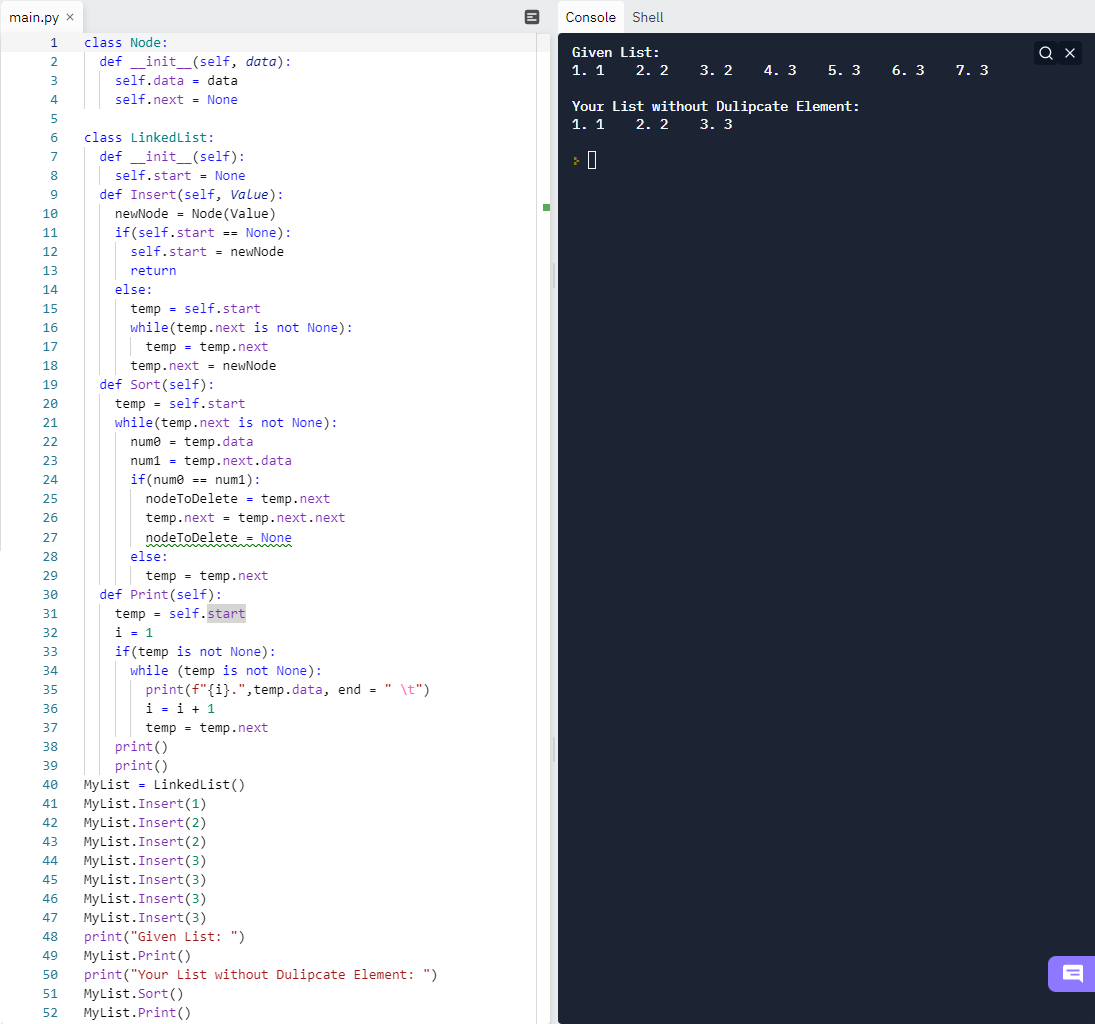 main.py ×
1 class Node:
2   def __init__(self, data):
3     self.data = data
4     self.next = None
5
6 class LinkedList:
7   def __init__(self):
8     self.start = None
9   def Insert(self, Value):
10     newNode = Node(Value)
11     if(self.start == None):
12       self.start = newNode
13       return
14     else:
15       temp = self.start
16       while(temp.next is not None):
17         temp = temp.next
18       temp.next = newNode
19   def Sort(self):
20     temp = self.start
21     while(temp.next is not None):
22       num0 = temp.data
23       num1 = temp.next.data
24       if(num0 == num1):
25         nodeToDelete = temp.next
26         temp.next = temp.next.next
27         nodeToDelete = None
28       else:
29         temp = temp.next
30   def Print(self):
31     temp = self.start
32     i = 1
33     if(temp is not None):
34       while (temp is not None):
35         print(f"{i}.",temp.data, end = " \t")
36         i = i + 1
37         temp = temp.next
38     print()
39     print()
40 MyList = LinkedList()
41 MyList.Insert(1)
42 MyList.Insert(2)
43 MyList.Insert(2)
44 MyList.Insert(3)
45 MyList.Insert(3)
46 MyList.Insert(3)
47 MyList.Insert(3)
48 print("Given List: ")
49 MyList.Print()
50 print("Your List without Dulipcate Element: ")
51 MyList.Sort()
52 MyList.Print()
Console Shell
Given List:
1. 1    2. 2    3. 2    4. 3    5. 3    6. 3    7. 3
Your List without Dulipcate Element:
1. 1    2. 2    3. 3